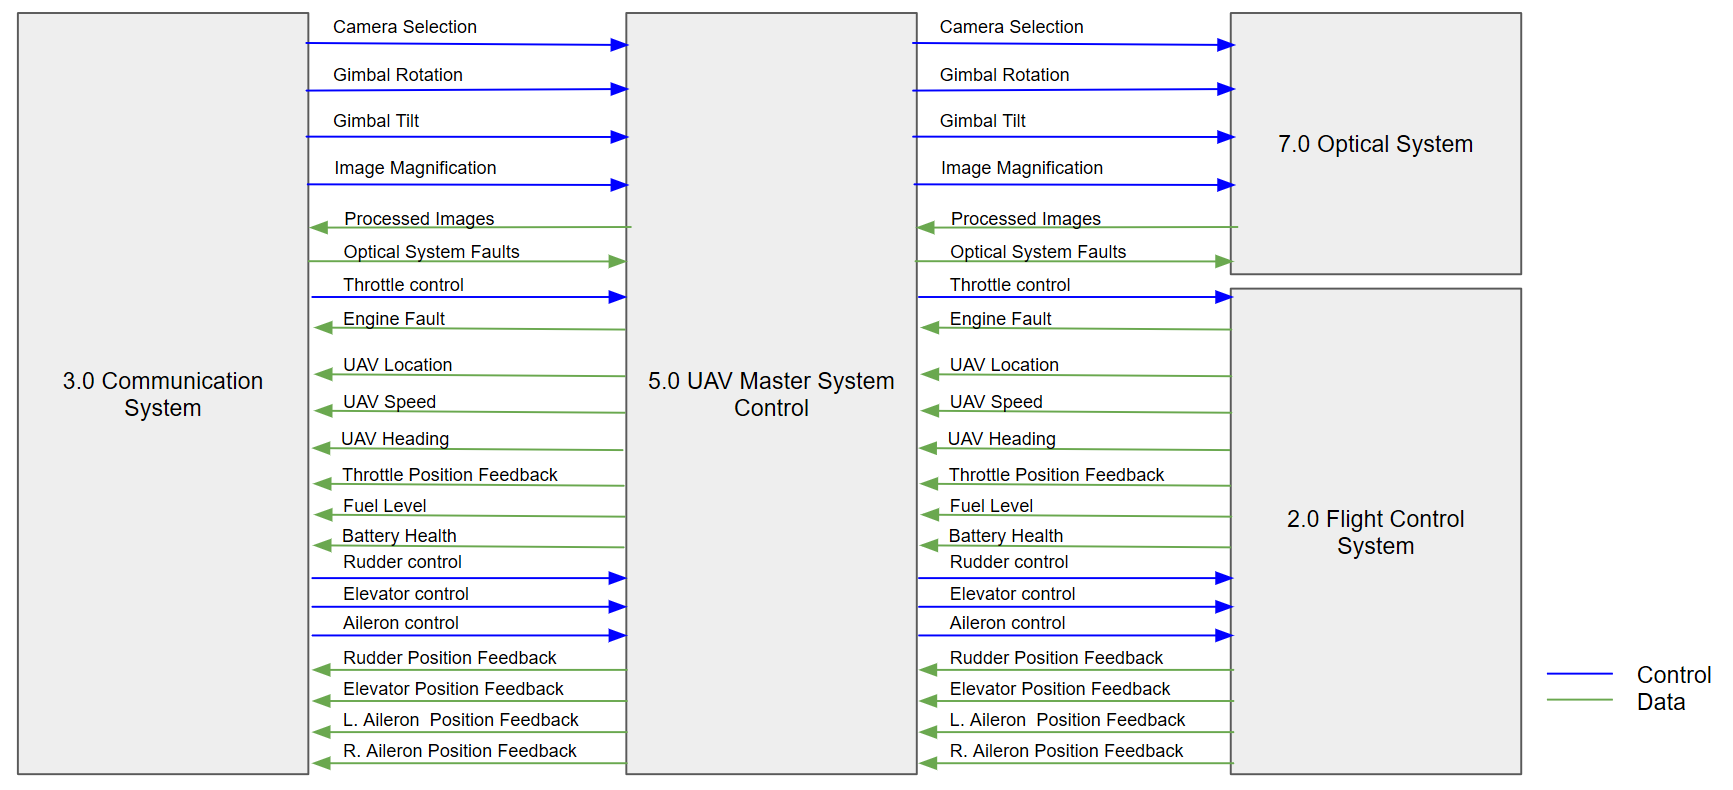 Camera Selection
Gimbal Rotation
Gimbal Tilt
Image Magnification
Processed Images
Optical System Faults
Throttle control
Engine Fault
UAV Location
UAV Speed
UAV Heading
Throttle Position Feedback
Fuel Level
Battery Health
Rudder control
Elevator control
Aileron control
Rudder Position Feedback
Elevator Position Feedback
L. Aileron  Position Feedback
R. Aileron Position Feedback
3.0 Communication
System
5.0 UAV Master System
Control
Camera Selection
Gimbal Rotation
Gimbal Tilt
Image Magnification
Processed Images
Optical System Faults
Throttle control
Engine Fault
UAV Location
UAV Speed
UAV Heading
Throttle Position Feedback
Fuel Level
Battery Health
Rudder control
Elevator control
Aileron control
Rudder Position Feedback
Elevator Position Feedback
L. Aileron  Position Feedback
R. Aileron Position Feedback
7.0 Optical System
2.0 Flight Control
System
Control
Data